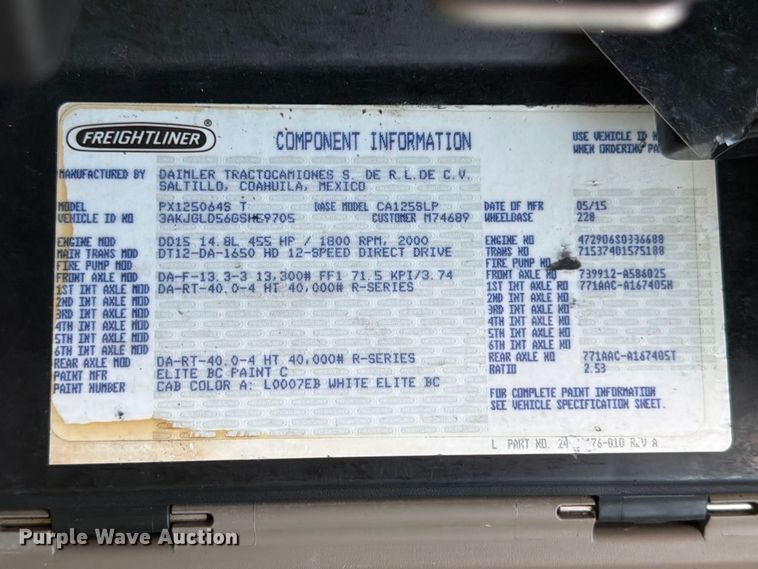 FREIGHTLINER®
COMPONENT INFORMATION
USE VEHICLE ID
WHEN ORDERING
MANUFACTURED BY DAIMLER TRACTOCAMIONES S. DE R.L.DE C.V.
SALTILLO, COAHUILA, MEXICO
MODEL PX125064S T BASE MODEL CA125SLP DATE OF MFR 05/15
VEHICLE ID NO 3AKJGLD56GSHE9705 CUSTOMER M74689 WHEELBASE 228
ENGINE MOD DD15 14.8L 455 HP / 1800 RPM, 2000 ENGINE NO 472906S0336688
MAIN TRANS MOD DT12-DA-1650 HD 12-SPEED DIRECT DRIVE TRANS NO 71537401575188
FIRE PUMP MOD FIRE PUMP NO
FRONT AXLE MOD DA-F-13.3-3 13,300# FF1 71.5 KPI/3.74 FRONT AXLE NO 739912-A586025
1ST INT AXLE MOD DA-RT-40.0-4 HT 40,000# R-SERIES 1ST INT AXLE NO 771AAC-A167405H
2ND INT AXLE MOD 2ND INT AXLE NO
3RD INT AXLE MOD 3RD INT AXLE NO
4TH INT AXLE MOD 4TH INT AXLE NO
5TH INT AXLE MOD 5TH INT AXLE NO
6TH INT AXLE MOD 6TH INT AXLE NO
REAR AXLE MOD DA-RT-40.0-4 HT 40,000# R-SERIES REAR AXLE NO 771AAC-A167405T
PAINT MFR ELITE BC PAINT C RATIO 2.53
PAINT NUMBER CAB COLOR A: L0007EB WHITE ELITE BC
FOR COMPLETE PAINT INFORMATION
SEE VEHICLE SPECIFICATION SHEET.
L PART NO. REV A
Purple Wave Auction